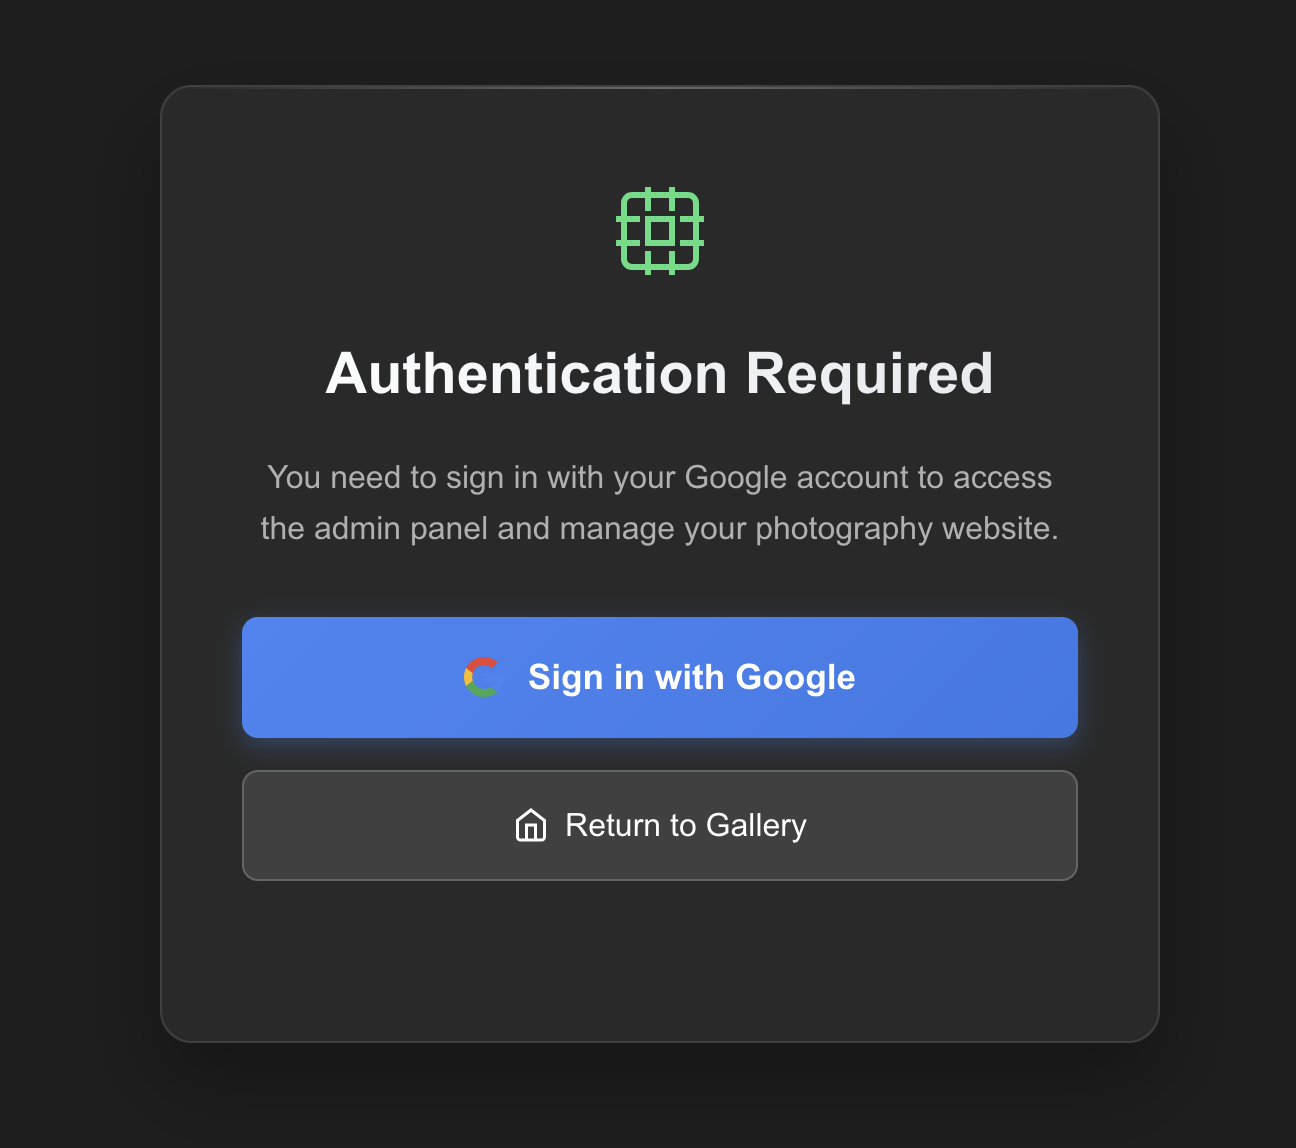 Authentication Required
You need to sign in with your Google account to access
the admin panel and manage your photography website.
Sign in with Google
Return to Gallery